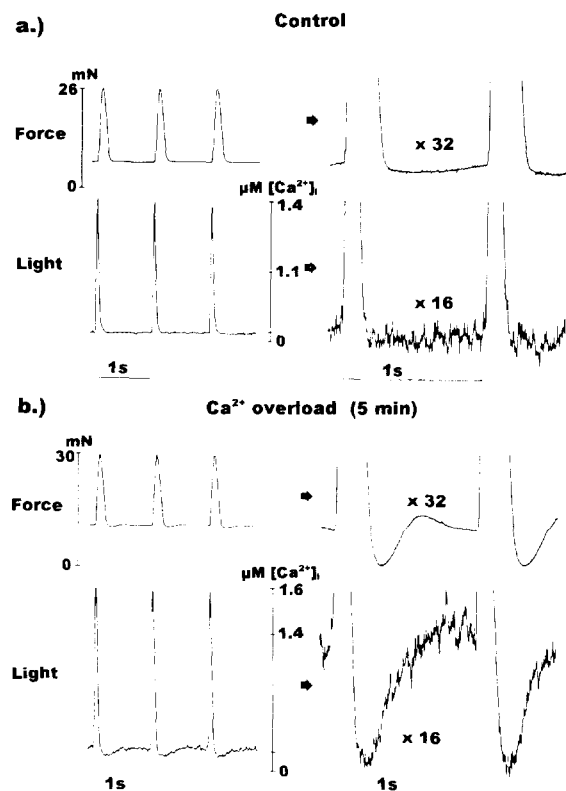 a.) Control
mN
26
Force
0
x 32
µM [Ca²⁺]ᵢ
1.4
Light
1.1
x 16
0
1s
1s
b.) Ca²⁺ overload (5 min)
mN
30
Force
x 32
0
µM [Ca²⁺]ᵢ
1.6
1.4
Light
x 16
0
1s
1s